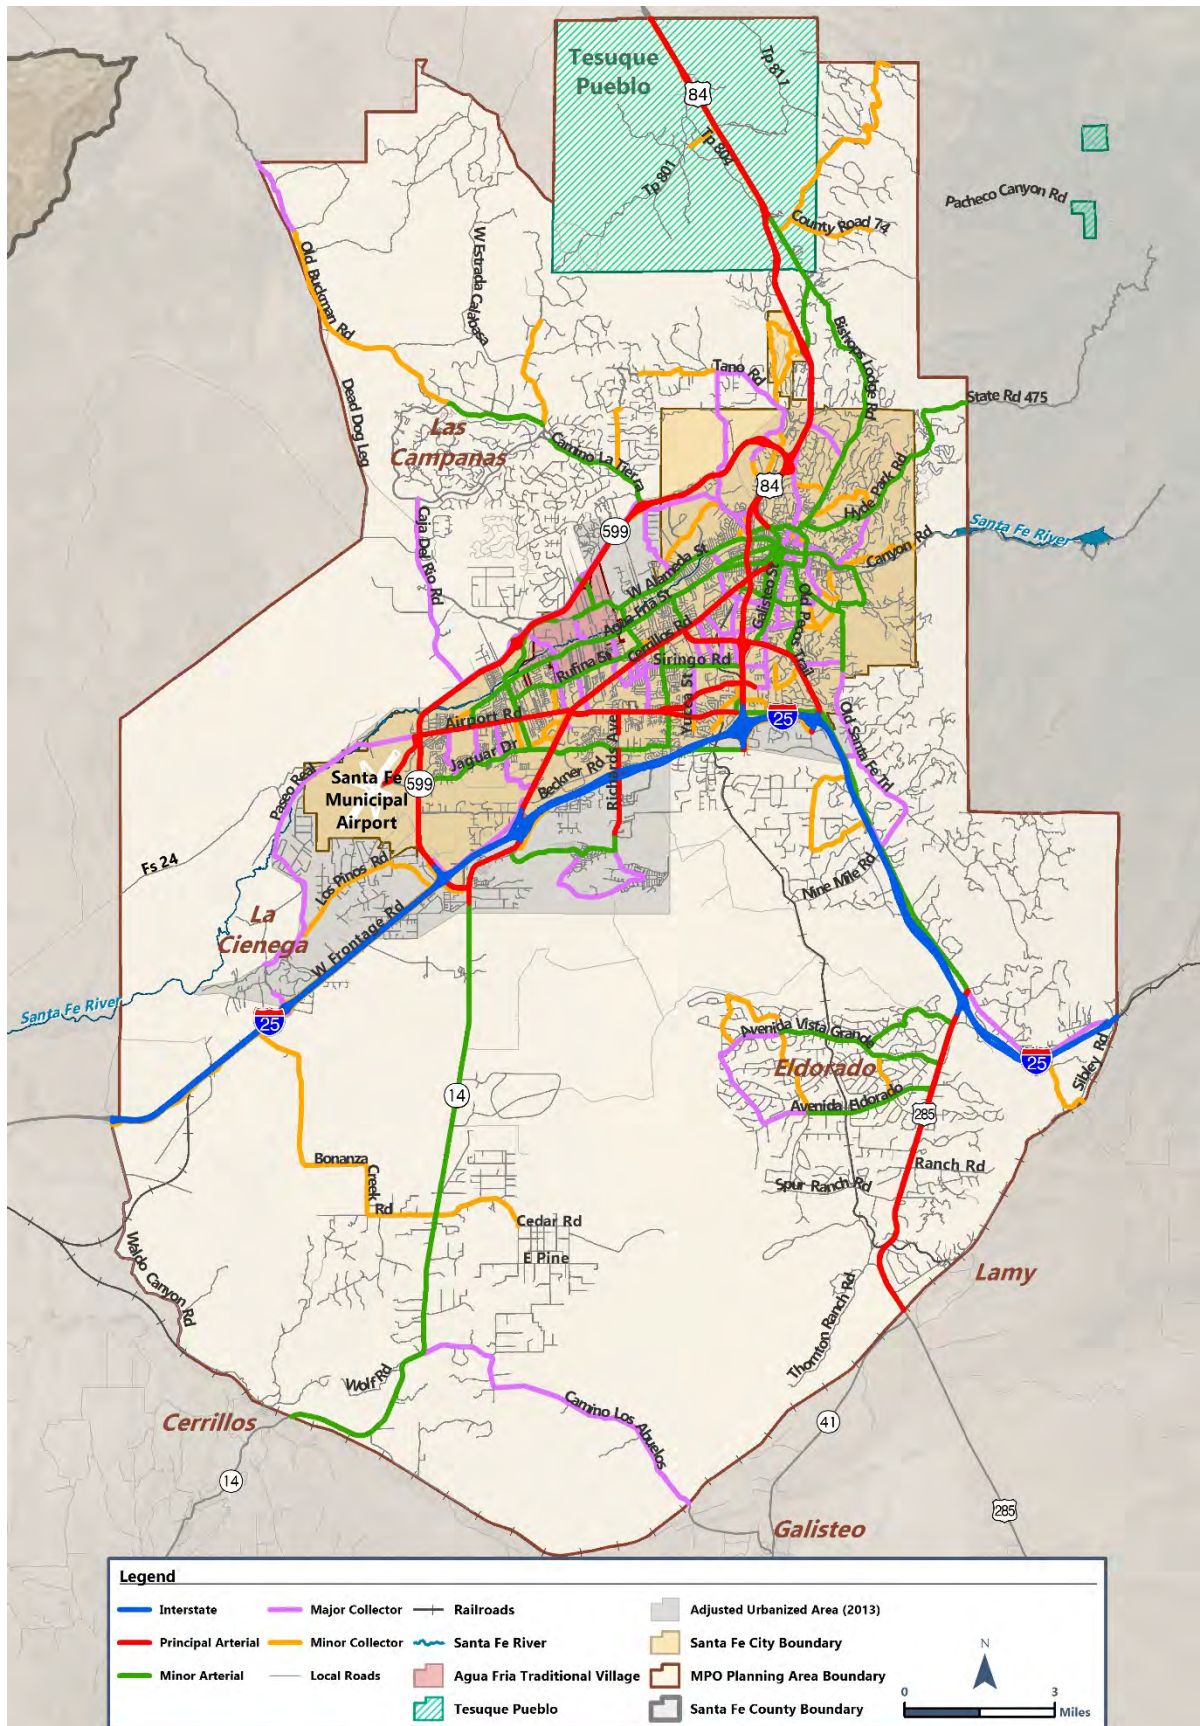 Tesuque
Pueblo
Tp 811
84
Tp 804
Tp 801
Pacheco Canyon Rd
County Road 74
W Estrada Calabasa
Old Buckman Rd
Bishops Lodge Rd
Tano Rd
Dead Dog Leg
State Rd 475
Las
Campanas
Camino La Tierra
84
Hyde Park Rd
Caja Del Rio Rd
599
Santa Fe River
Canyon Rd
W Alameda St
Agua Fria St
Galisteo St
Old Pecos Trail
Cerrillos Rd
Rufina St
Siringo Rd
Yucca St
Airport Rd
25
Old Santa Fe Trl
Richards Ave
Jaguar Dr
Beckner Rd
Paseo Real
Santa Fe
Municipal
Airport
599
Fs 24
Los Pinos Rd
Nine Mile Rd
La
Cienega
W Frontage Rd
Santa Fe River
25
Avenida Vista Grande
Eldorado
25
Sibley Rd
14
Avenida Eldorado
285
Bonanza
Creek
Rd
Ranch Rd
Spur Ranch Rd
Cedar Rd
E Pine
Waldo Canyon Rd
Lamy
Thornton Ranch Rd
Wolf Rd
Camino Los Abuelos
Cerrillos
41
14
285
Galisteo
Legend
Interstate
Major Collector
Railroads
Adjusted Urbanized Area (2013)
Principal Arterial
Minor Collector
Santa Fe River
Santa Fe City Boundary
N
Minor Arterial
Local Roads
Agua Fria Traditional Village
MPO Planning Area Boundary
Tesuque Pueblo
Santa Fe County Boundary
0
3
Miles